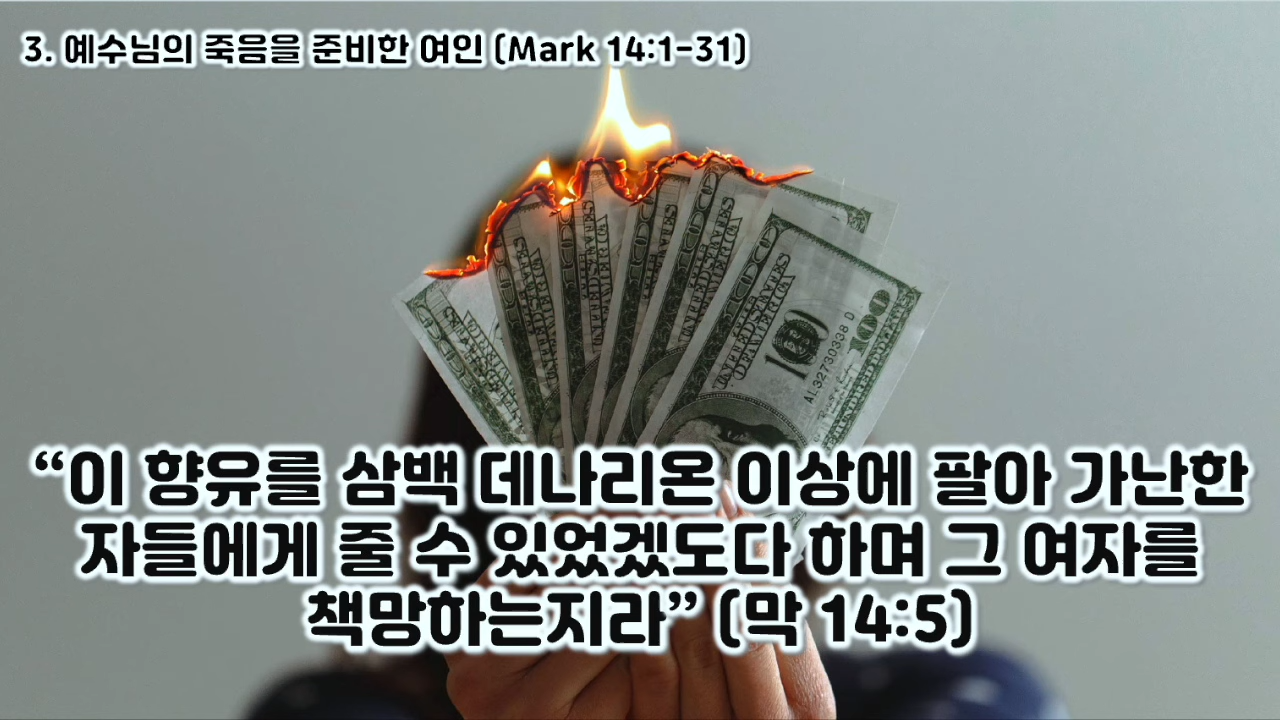 3. 예수님의 죽음을 준비한 여인 (Mark 14:1-31)
100
AL32730338 D
100
“이 향유를 삼백 데나리온 이상에 팔아 가난한
자들에게 줄 수 있었겠도다 하며 그 여자를
책망하는지라” (막 14:5)